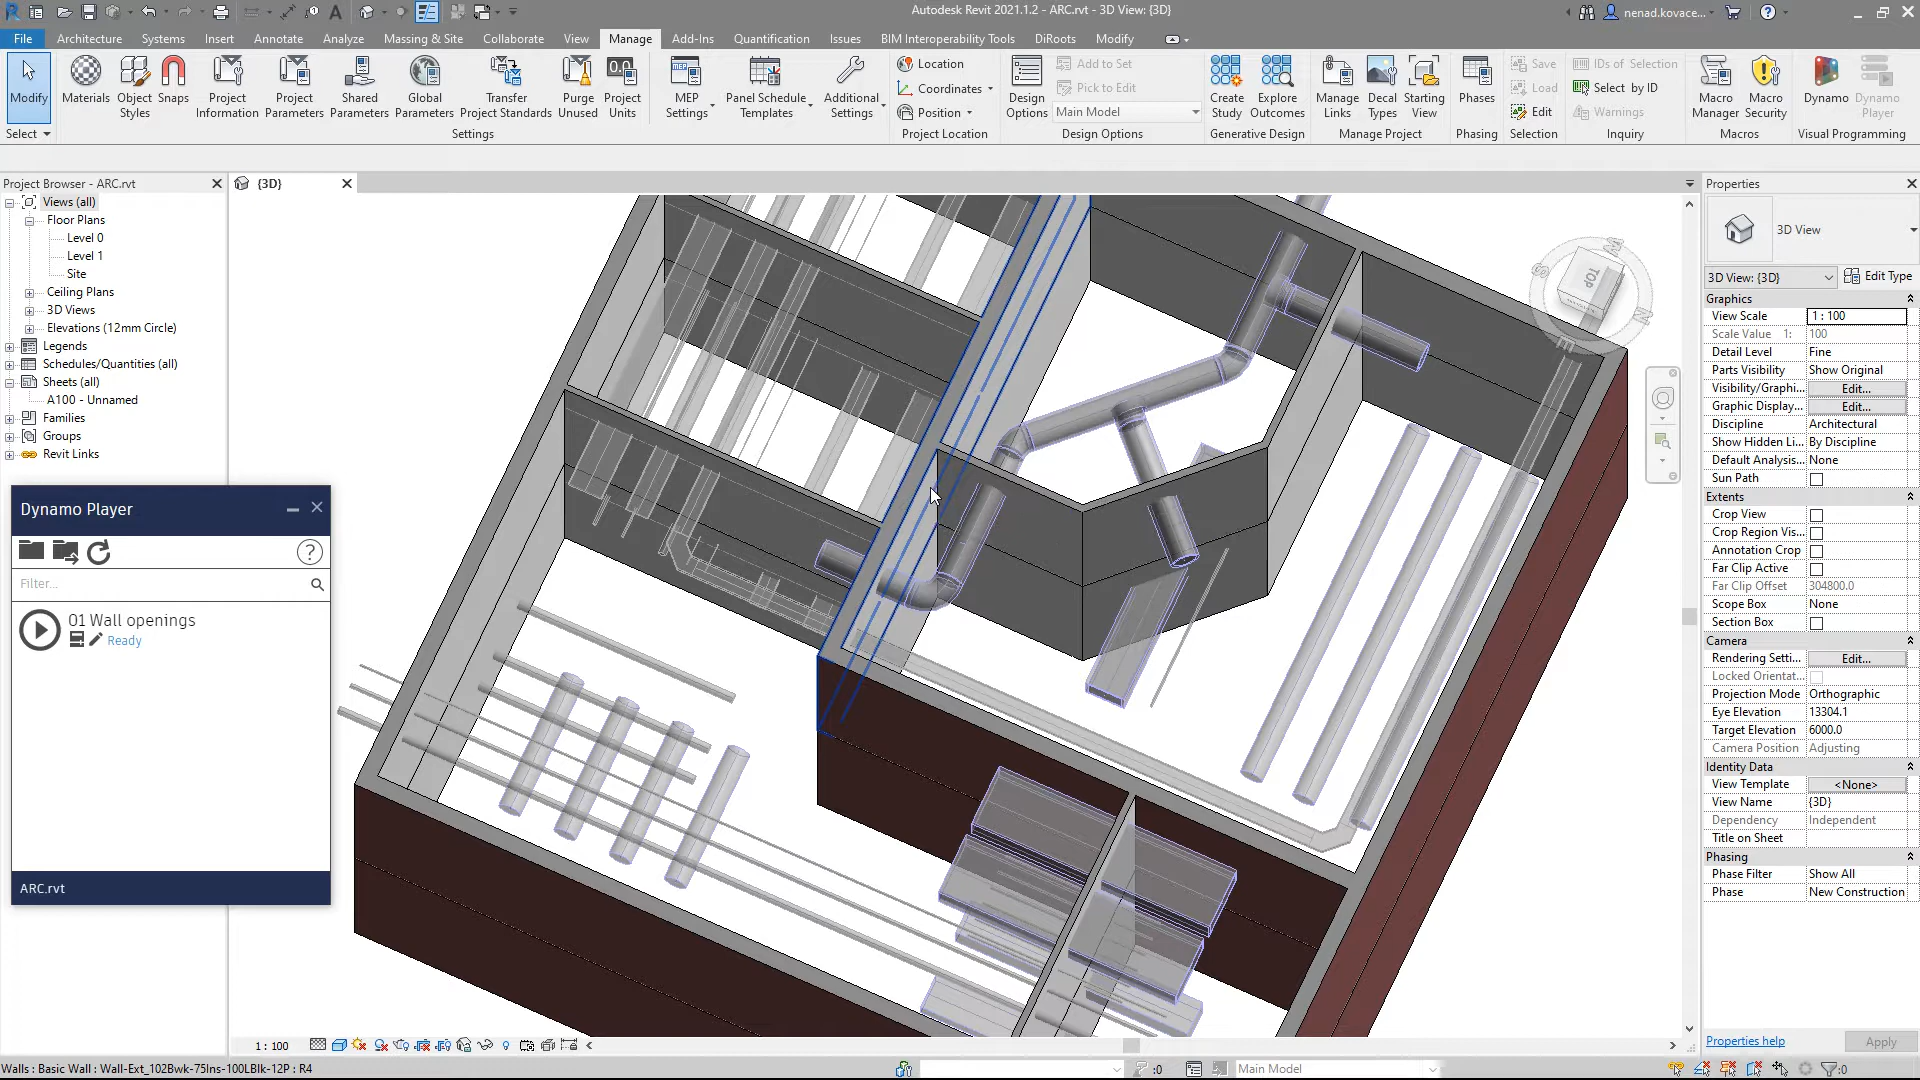 Autodesk Revit 2021.1.2 - ARC.rvt - 3D View: {3D}
nenad.kovace...
File
Architecture
Systems
Insert
Annotate
Analyze
Massing & Site
Collaborate
View
Manage
Add-Ins
Quantification
Issues
BIM Interoperability Tools
DiRoots
Modify
Modify
Materials
Object Styles
Snaps
Project Information
Project Parameters
Shared Parameters
Global Parameters
Transfer Project Standards
Purge Unused
Project Units
MEP Settings
Panel Schedule Templates
Additional Settings
Location
Coordinates
Position
Design Options
Add to Set
Pick to Edit
Main Model
Create Study
Explore Outcomes
Manage Links
Decal Types
Starting View
Phases
Save
Load
Edit
IDs of Selection
Select by ID
Warnings
Macro Manager
Macro Security
Dynamo
Dynamo Player
Select
Settings
Project Location
Design Options
Generative Design
Manage Project
Phasing
Selection
Inquiry
Macros
Visual Programming
Project Browser - ARC.rvt
Views (all)
Floor Plans
Level 0
Level 1
Site
Ceiling Plans
3D Views
Elevations (12mm Circle)
Legends
Schedules/Quantities (all)
Sheets (all)
A100 - Unnamed
Families
Groups
Revit Links
Dynamo Player
?
Filter...
01 Wall openings
Ready
ARC.rvt
{3D}
TOP
Properties
3D View
3D View: {3D}
Edit Type
Graphics
View Scale 1 : 100
Scale Value 1: 100
Detail Level Fine
Parts Visibility Show Original
Visibility/Graphi... Edit...
Graphic Display... Edit...
Discipline Architectural
Show Hidden Li... By Discipline
Default Analysis... None
Sun Path
Extents
Crop View
Crop Region Vis...
Annotation Crop
Far Clip Active
Far Clip Offset 304800.0
Scope Box None
Section Box
Camera
Rendering Setti... Edit...
Locked Orientat...
Projection Mode Orthographic
Eye Elevation 13304.1
Target Elevation 6000.0
Camera Position Adjusting
Identity Data
View Template <None>
View Name {3D}
Dependency Independent
Title on Sheet
Phasing
Phase Filter Show All
Phase New Construction
Properties help
Apply
1 : 100
Walls : Basic Wall : Wall-Ext_102Bwk-75Ins-100LBlk-12P : R4
:0
Main Model
:0